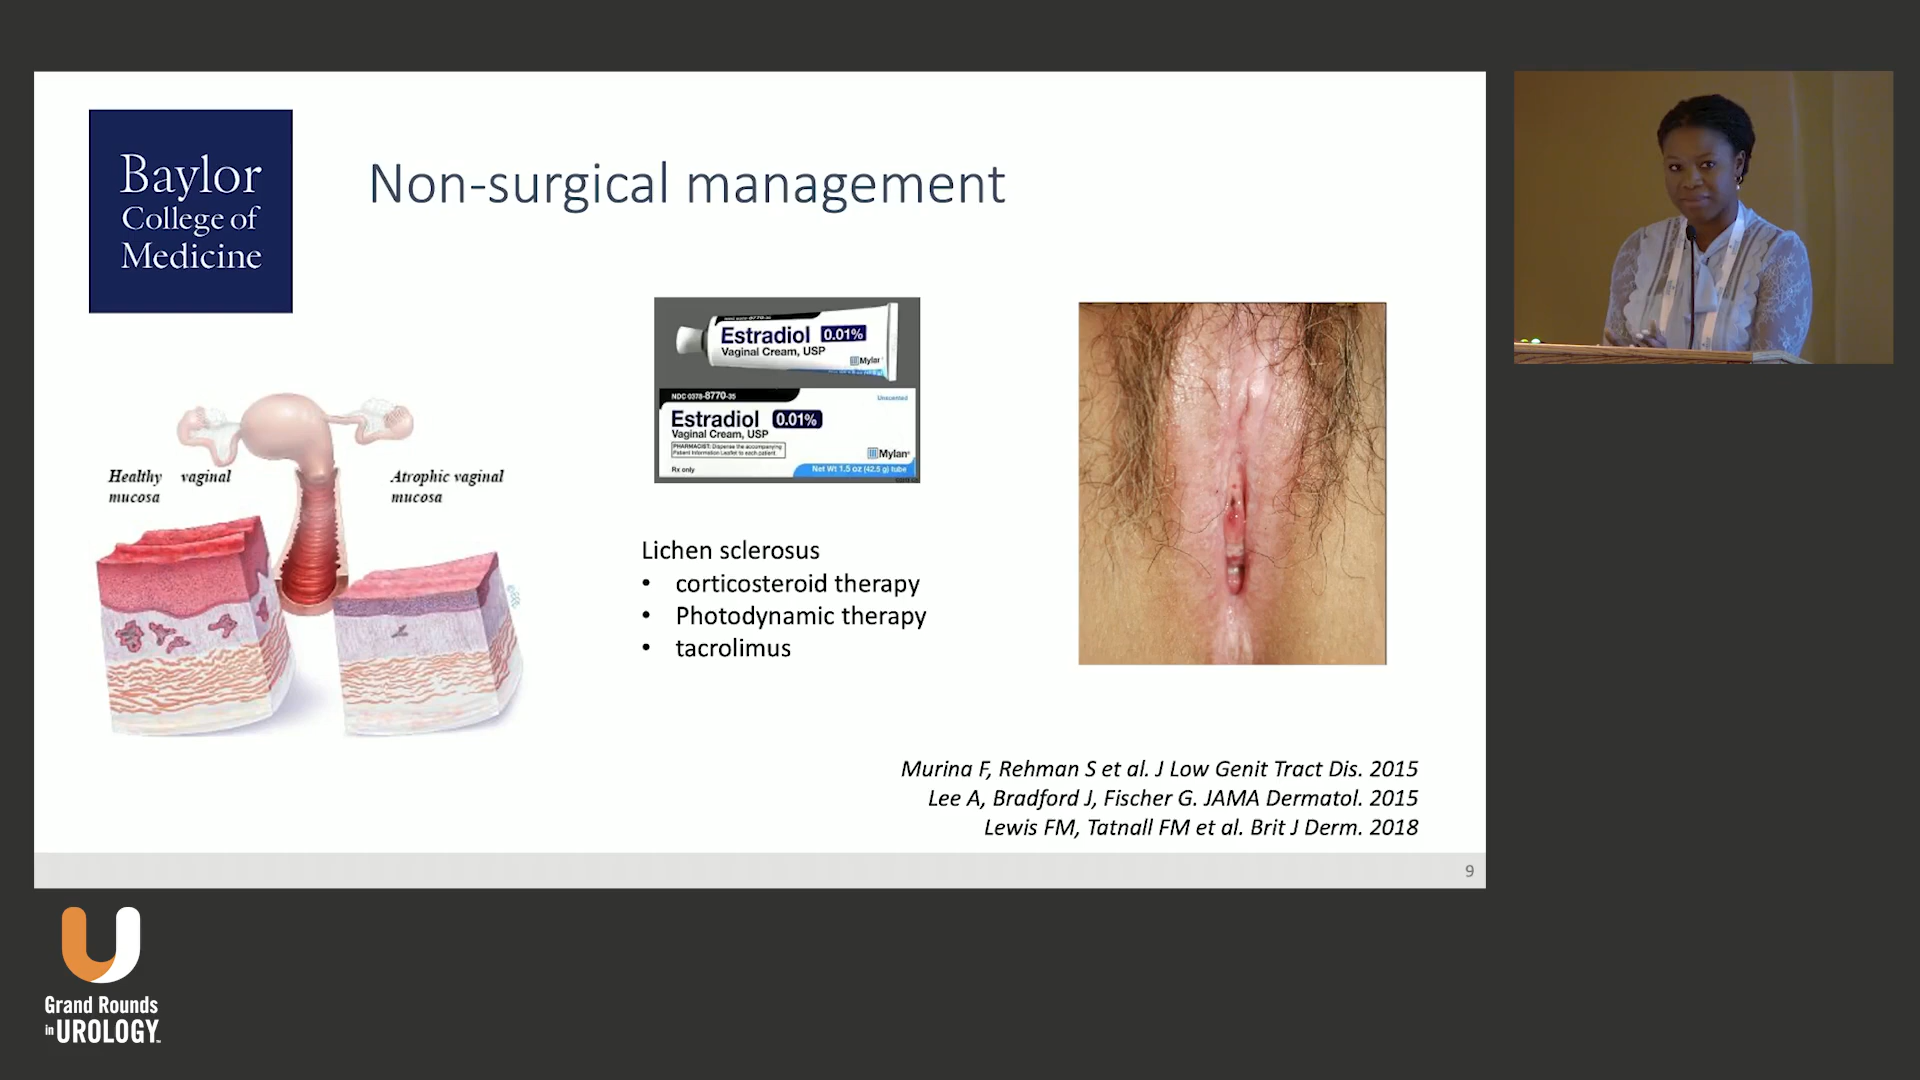 Baylor
College of
Medicine
Non-surgical management
Estradiol 0.01%
Vaginal Cream, USP
Mylan
NDC 0378-8770-35
Unscented
Estradiol 0.01%
Vaginal Cream, USP
PHARMACIST: Dispense the accompanying
Patient Information Leaflet to each patient.
Mylan
Rx only
Net Wt 1.5 oz (42.5 g) tube
Healthy vaginal
mucosa
Atrophic vaginal
mucosa
Lichen sclerosus
• corticosteroid therapy
• Photodynamic therapy
• tacrolimus
Murina F, Rehman S et al. J Low Genit Tract Dis. 2015
Lee A, Bradford J, Fischer G. JAMA Dermatol. 2015
Lewis FM, Tatnall FM et al. Brit J Derm. 2018
9
Grand Rounds
in UROLOGY™